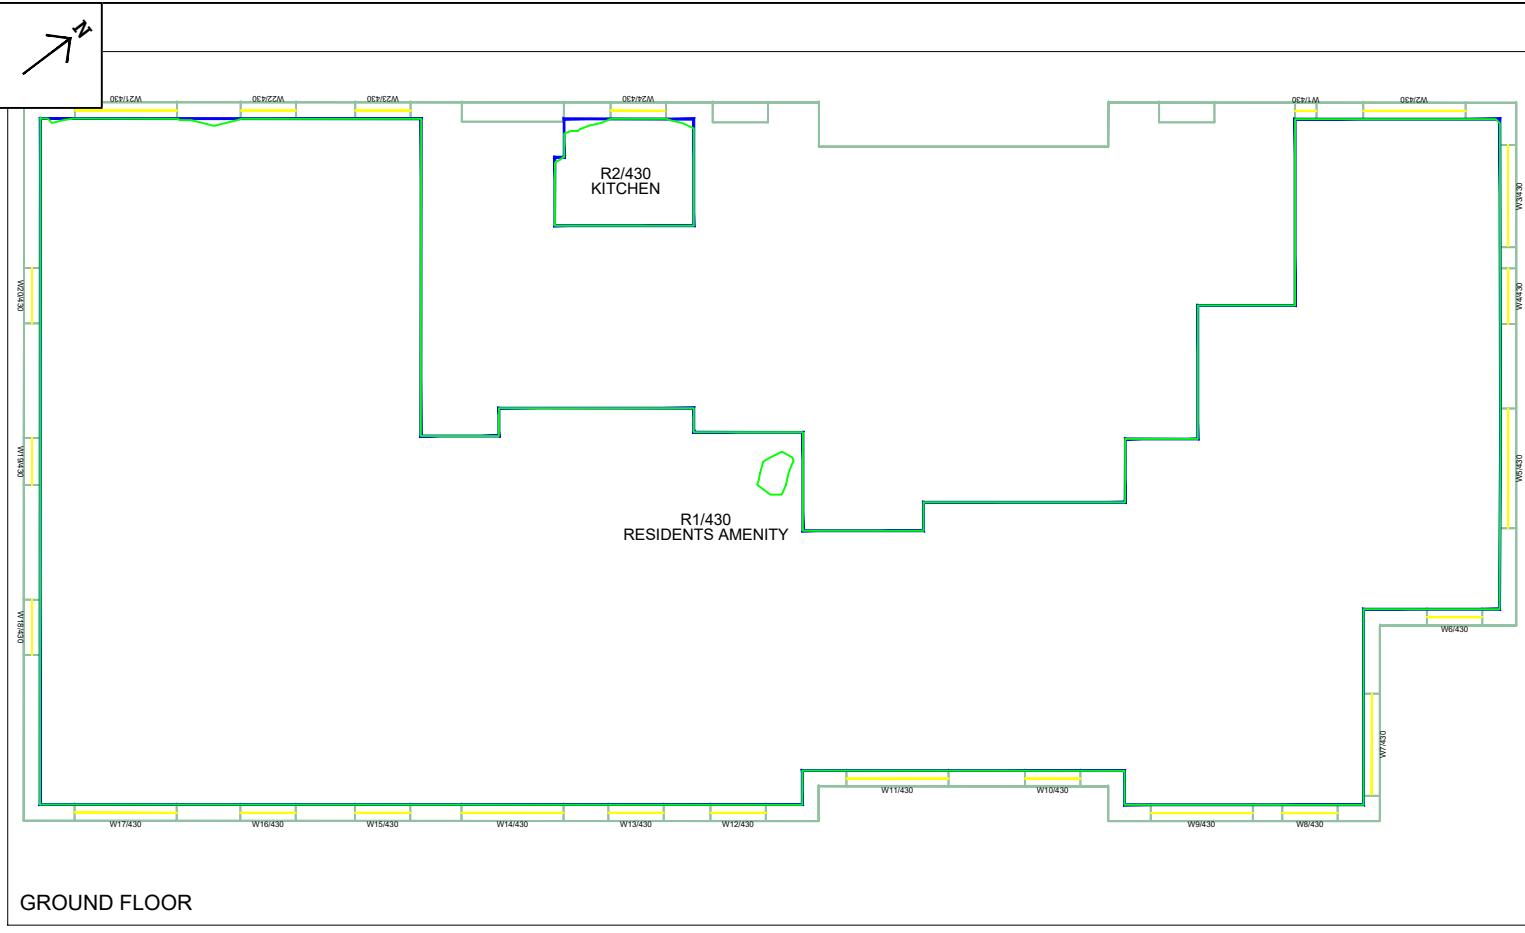 N
W21/430
W22/430
W23/430
W24/430
W1/430
W2/430
R2/430
KITCHEN
W3/430
W20/430
W4/430
W19/430
W5/430
R1/430
RESIDENTS AMENITY
W18/430
W6/430
W7/430
W11/430
W10/430
W17/430
W16/430
W15/430
W14/430
W13/430
W12/430
W9/430
W8/430
GROUND FLOOR